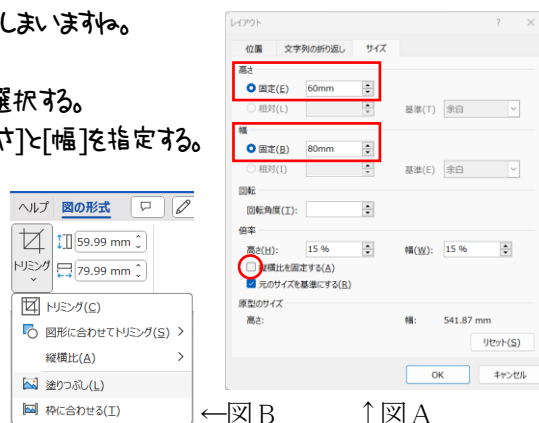 しまいますね。
選択する。
さ]と[幅]を指定する。
レイアウト ? ×
位置 文字列の折り返し サイズ
高さ
固定(E) 60mm
相対(L) 基準(T) 余白
幅
固定(B) 80mm
相対(I) 基準(E) 余白
回転
回転角度(T):
倍率
高さ(H): 15 % 幅(W): 15 %
縦横比を固定する(A)
元のサイズを基準にする(R)
原型のサイズ
高さ: 幅: 541.87 mm
リセット(S)
OK キャンセル
ヘルプ 図の形式
トリミング
59.99 mm
79.99 mm
トリミング(C)
図形に合わせてトリミング(S) >
縦横比(A) >
塗りつぶし(L)
枠に合わせる(I)
←図B ↑図A